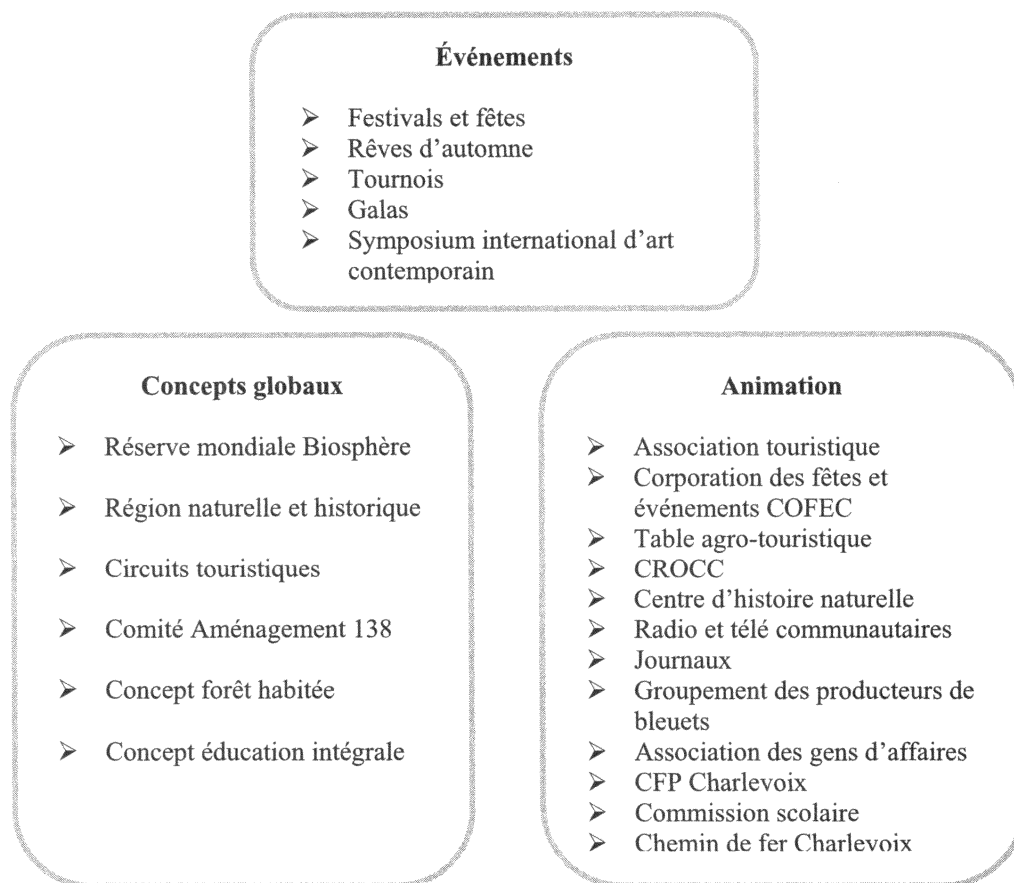 Événements
➢ Festivals et fêtes
➢ Rêves d'automne
➢ Tournois
➢ Galas
➢ Symposium international d'art
contemporain
Concepts globaux
➢ Réserve mondiale Biosphère
➢ Région naturelle et historique
➢ Circuits touristiques
➢ Comité Aménagement 138
➢ Concept forêt habitée
➢ Concept éducation intégrale
Animation
➢ Association touristique
➢ Corporation des fêtes et
événements COFEC
➢ Table agro-touristique
➢ CROCC
➢ Centre d'histoire naturelle
➢ Radio et télé communautaires
➢ Journaux
➢ Groupement des producteurs de
bleuets
➢ Association des gens d'affaires
➢ CFP Charlevoix
➢ Commission scolaire
➢ Chemin de fer Charlevoix